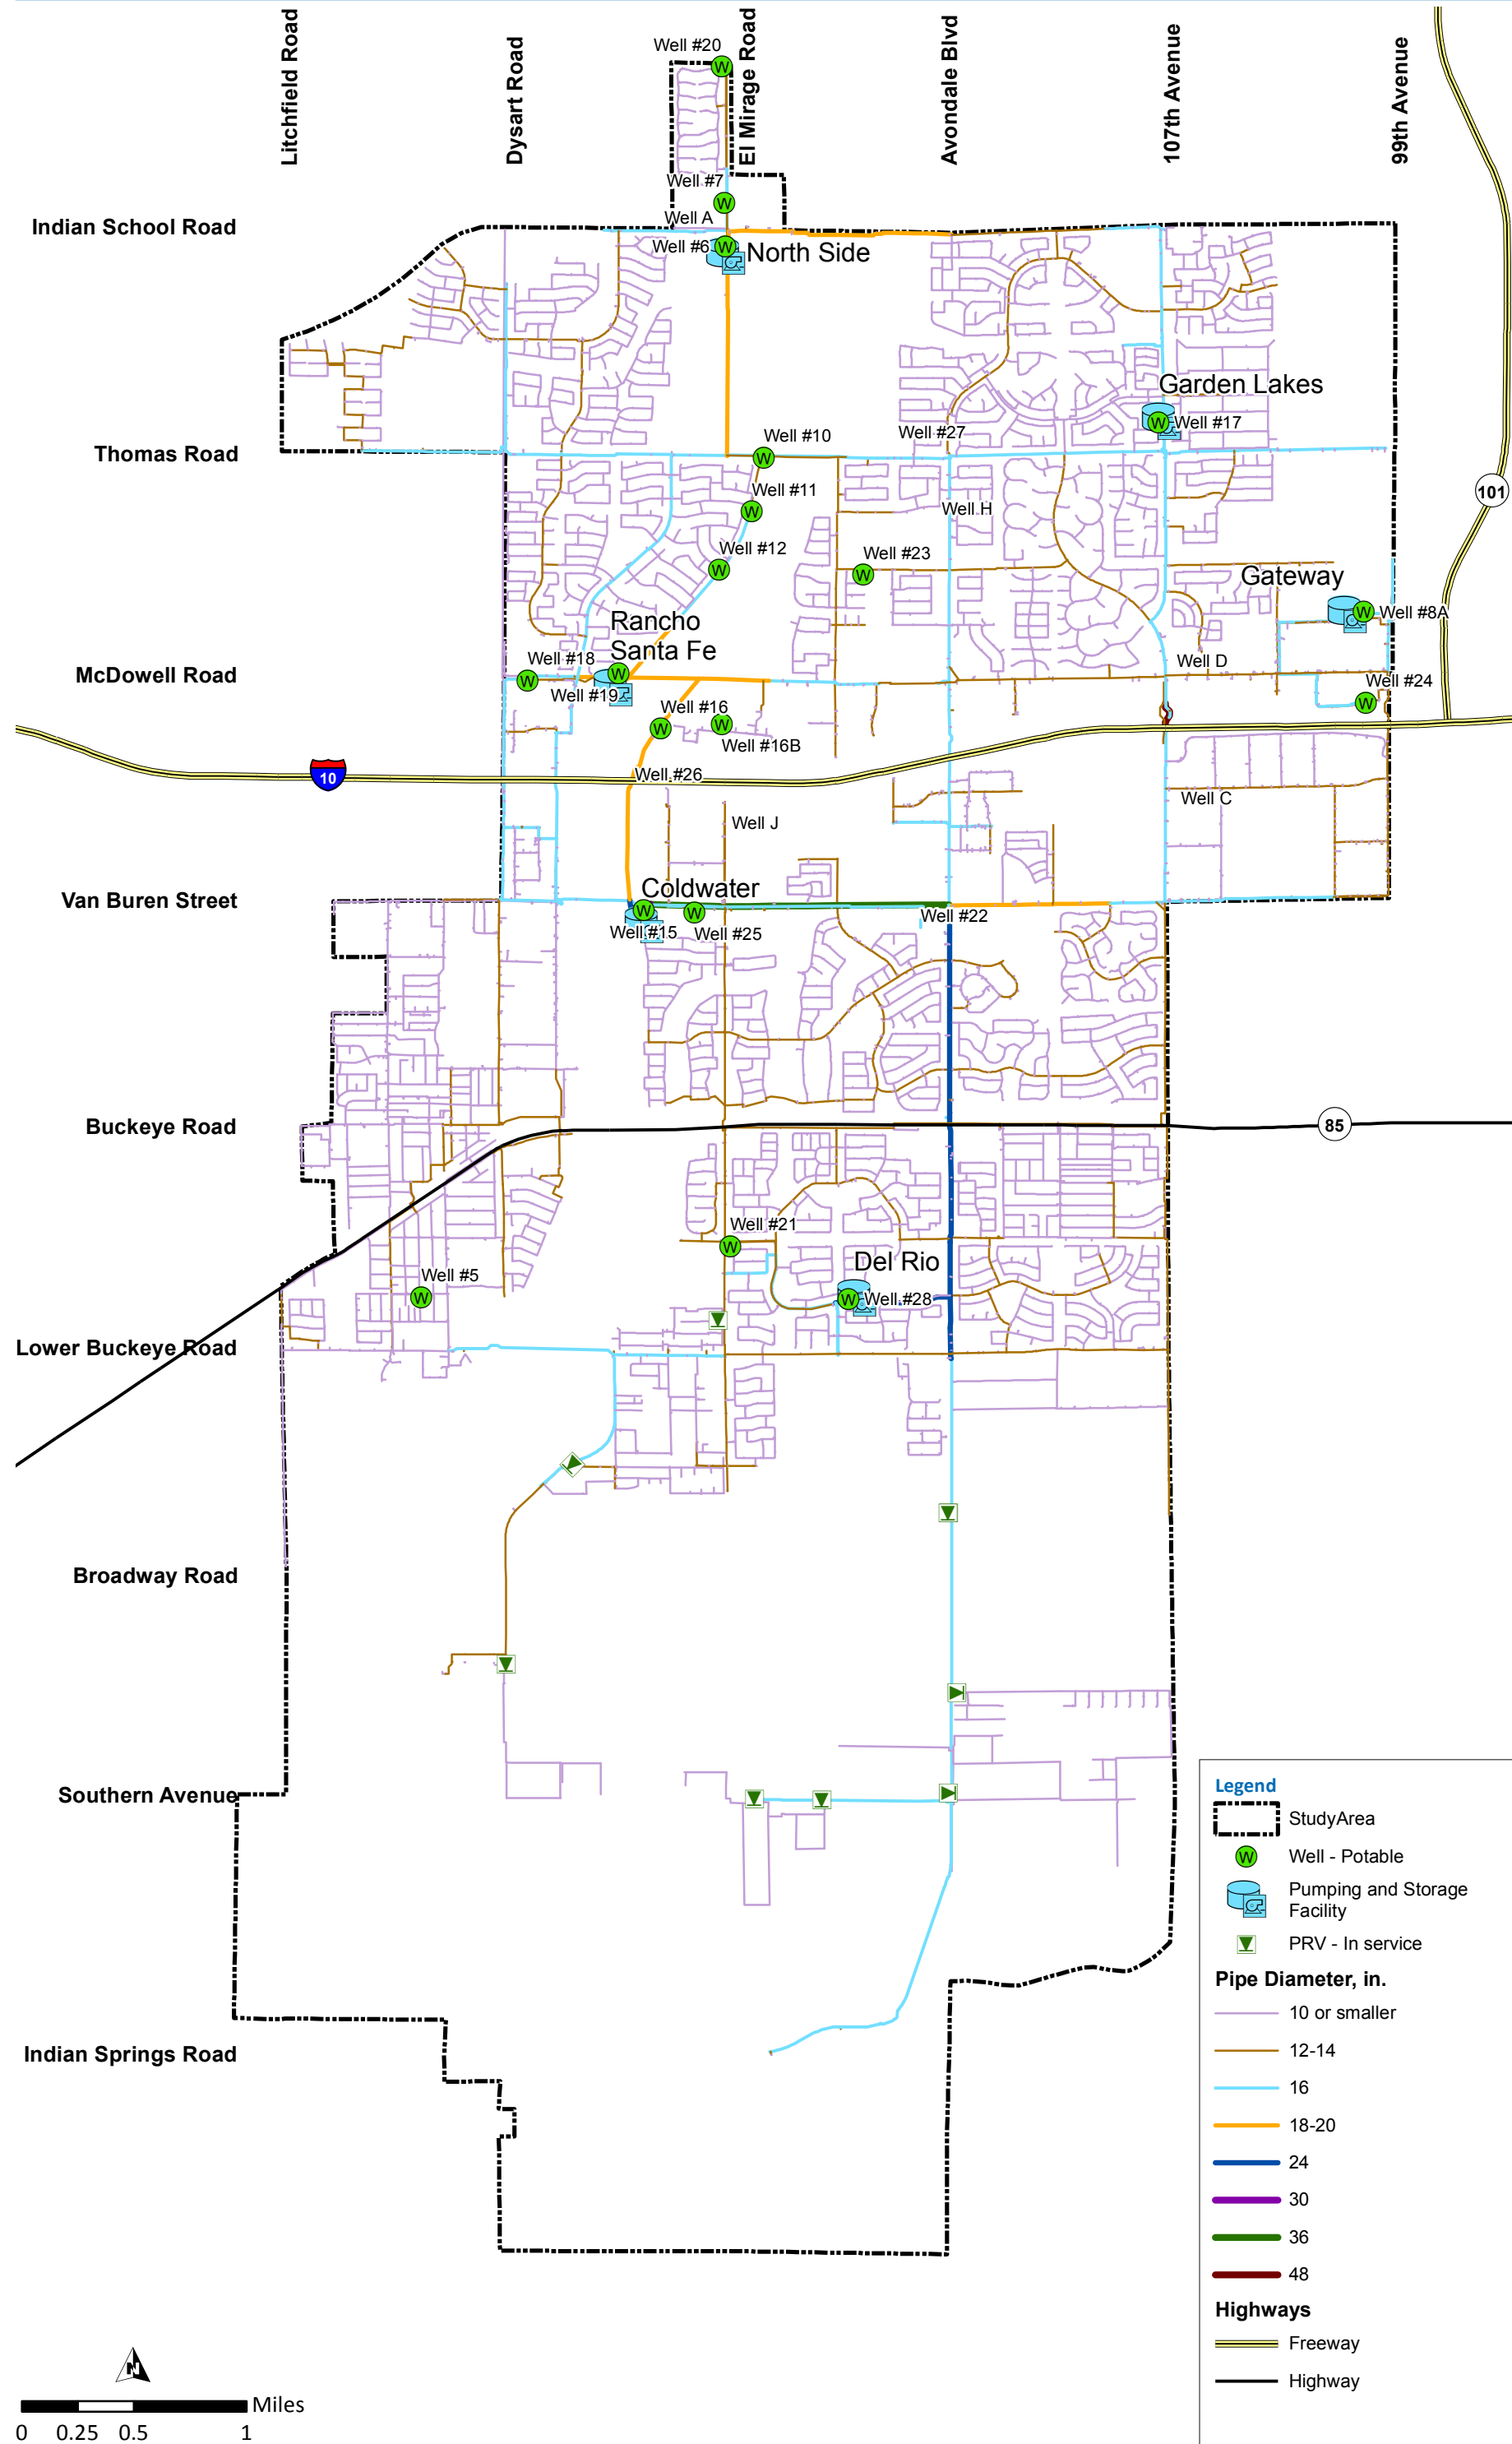 Litchfield Road
Dysart Road
El Mirage Road
Avondale Blvd
107th Avenue
99th Avenue
Well #20
W
Well #7
W
Well A
Indian School Road
Well #6
W
North Side
Garden Lakes
W
Well #17
Well #27
Well #10
Thomas Road
W
101
Well #11
W
Well H
Well #12
W
Well #23
W
Gateway
W
Well #8A
Rancho
Santa Fe
Well #18
W
W
Well #19
McDowell Road
Well D
Well #24
W
Well #16
W
W
Well #16B
10
Well #26
Well C
Well J
Coldwater
Van Buren Street
W
W
Well #15
Well #25
Well #22
Buckeye Road
85
Well #21
W
Del Rio
Well #5
W
W
Well #28
Lower Buckeye Road
Broadway Road
Southern Avenue
Indian Springs Road
Legend
StudyArea
W
Well - Potable
Pumping and Storage
Facility
PRV - In service
Pipe Diameter, in.
10 or smaller
12-14
16
18-20
24
30
36
48
Highways
Freeway
Highway
N
Miles
0 0.25 0.5 1